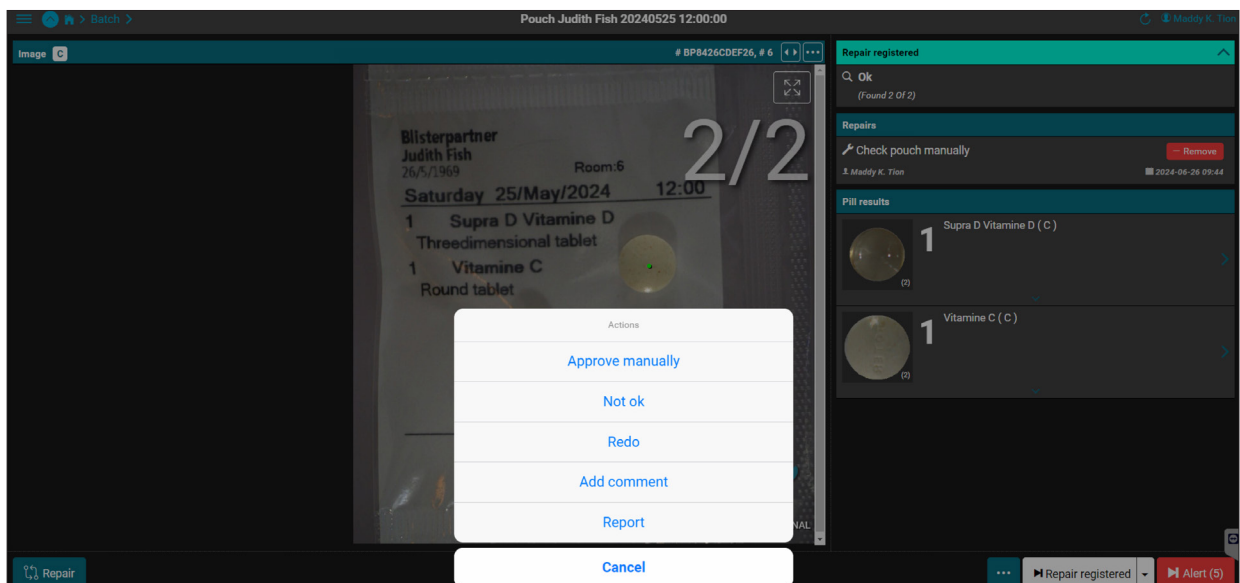 Batch
Pouch Judith Fish 20240525 12:00:00
Maddy K. Tion
Image C
# BP8426CDEF26, # 6
2/2
Blisterpartner
Judith Fish
26/5/1969
Room:6
Saturday 25/May/2024 12:00
1 Supra D Vitamine D
Threedimensional tablet
1 Vitamine C
Round tablet
NAL
Actions
Approve manually
Not ok
Redo
Add comment
Report
Cancel
Repair registered
Ok
(Found 2 Of 2)
Repairs
Check pouch manually
Remove
Maddy K. Tion
2024-06-26 09:44
Pill results
1 Supra D Vitamine D ( C )
(2)
1 Vitamine C ( C )
(2)
Repair
Repair registered
Alert (5)